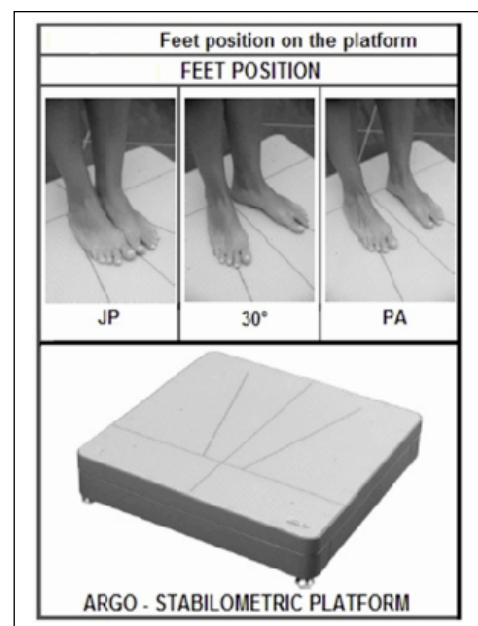 Feet position on the platform
FEET POSITION
JP 30° PA
ARGO - STABILOMETRIC PLATFORM